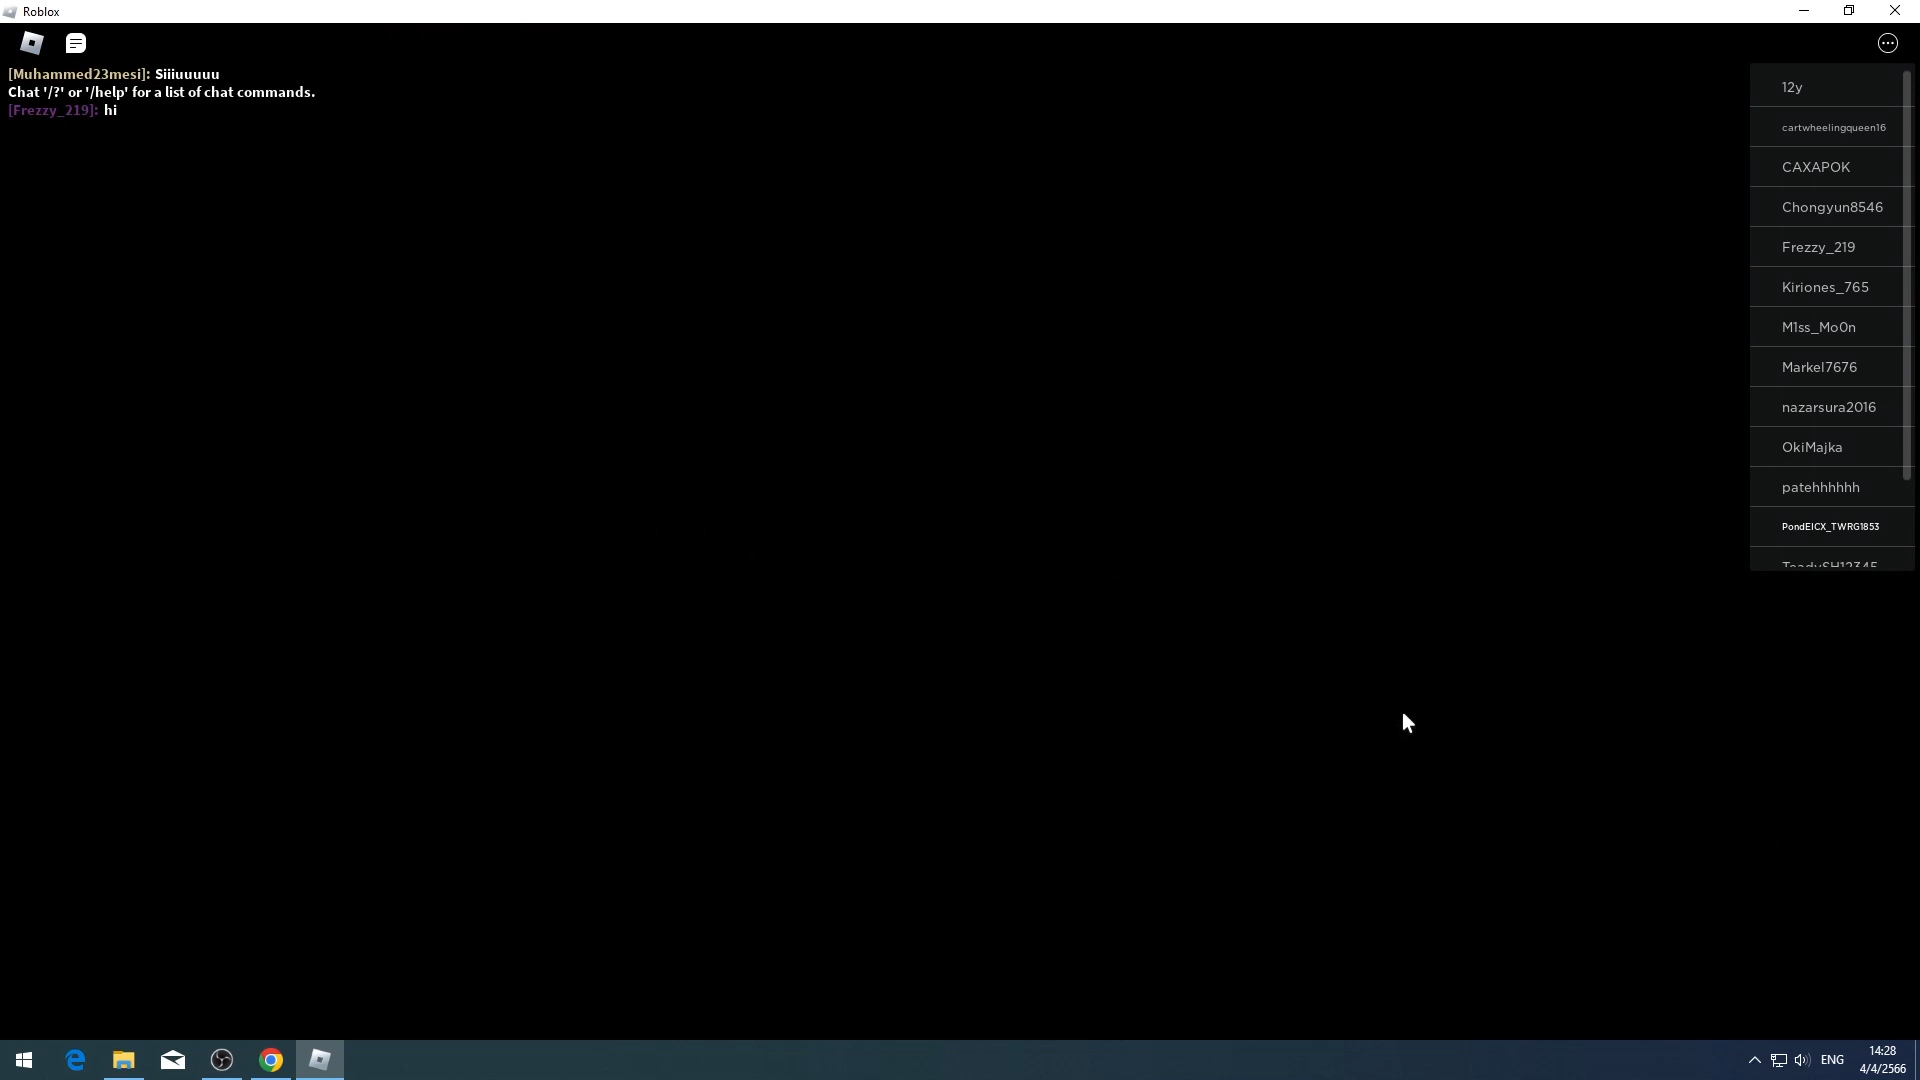 Roblox
[Muhammed23mesi]: Siiiuuuuu
Chat '/?' or '/help' for a list of chat commands.
[Frezzy_219]: hi
12y
cartwheelingqueen16
CAXAPOK
Chongyun8546
Frezzy_219
Kiriones_765
M1ss_Mo0n
Markel7676
nazarsura2016
OkiMajka
patehhhhhh
PondEICX_TWRG1853
ENG
14:28
4/4/2566